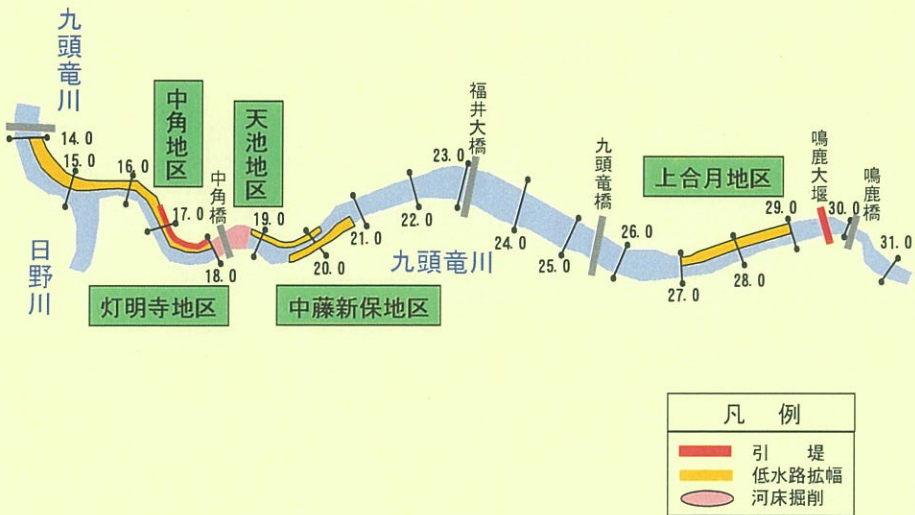 九頭竜川
日野川
14.0
15.0
16.0
中角地区
17.0
中角橋
18.0
灯明寺地区
天池地区
19.0
20.0
中藤新保地区
21.0
22.0
23.0
福井大橋
九頭竜川
24.0
25.0
九頭竜橋
26.0
27.0
28.0
上合月地区
29.0
鳴鹿大堰
30.0
鳴鹿橋
31.0
凡 例
引 堤
低水路拡幅
河床掘削